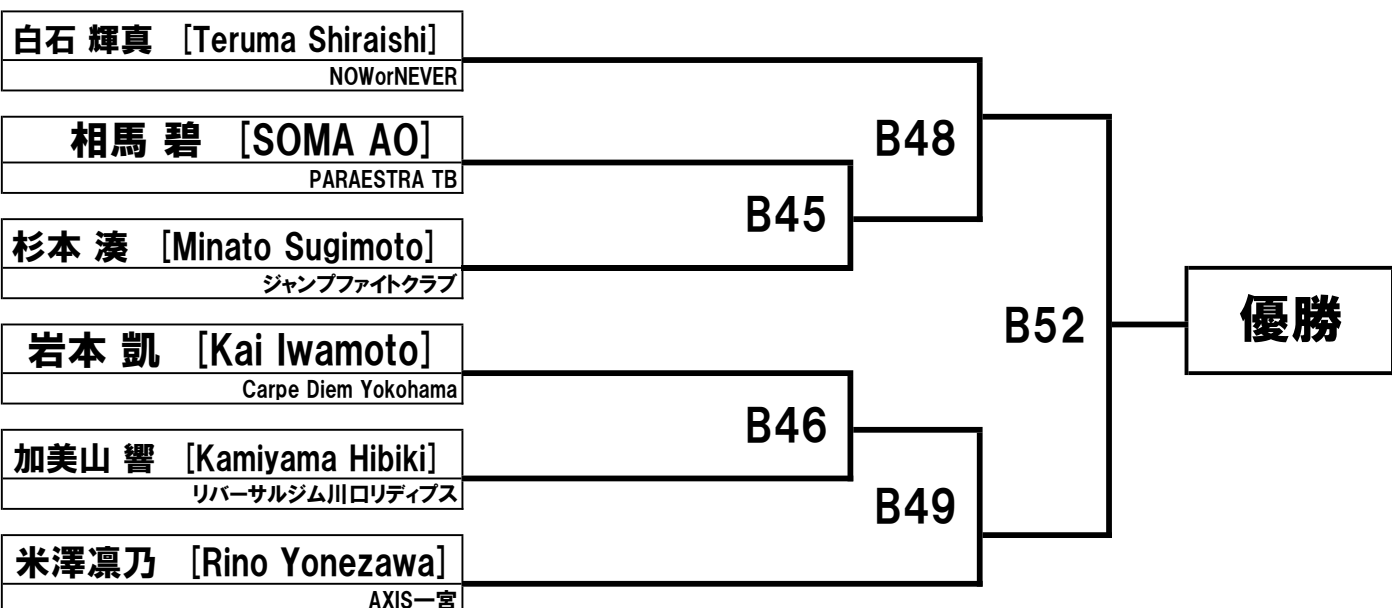 白石 輝真 [Teruma Shiraishi]
NOWorNEVER
相馬 碧 [SOMA AO]
PARAESTRA TB
杉本 湊 [Minato Sugimoto]
ジャンプファイトクラブ
岩本 凱 [Kai Iwamoto]
Carpe Diem Yokohama
加美山 響 [Kamiyama Hibiki]
リバーサルジム川口リディプス
米澤凛乃 [Rino Yonezawa]
AXIS一宮
B45
B46
B48
B49
B52
優勝